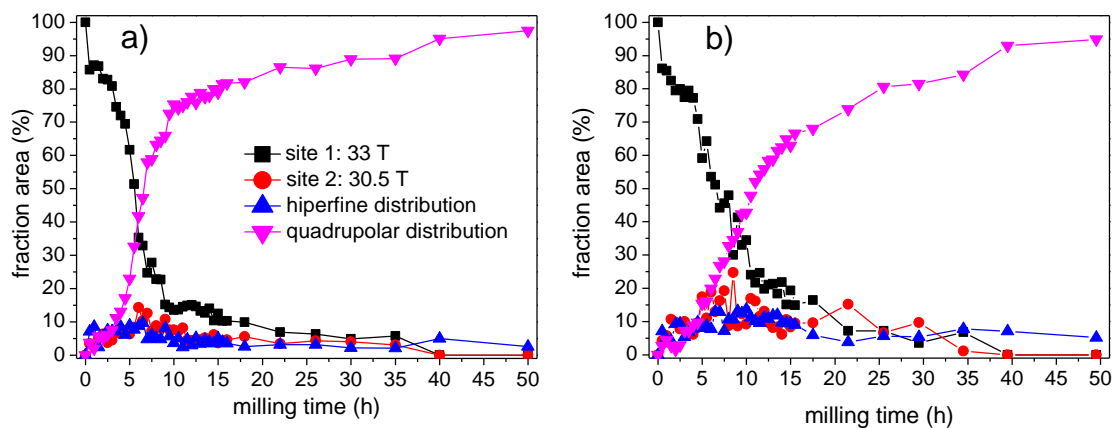 a)
100
90
80
70
60
50
40
30
20
10
0
fraction area (%)
site 1: 33 T
site 2: 30.5 T
hiperfine distribution
quadrupolar distribution
0 5 10 15 20 25 30 35 40 45 50
milling time (h)
b)
100
90
80
70
60
50
40
30
20
10
0
fraction area (%)
0 5 10 15 20 25 30 35 40 45 50
milling time (h)